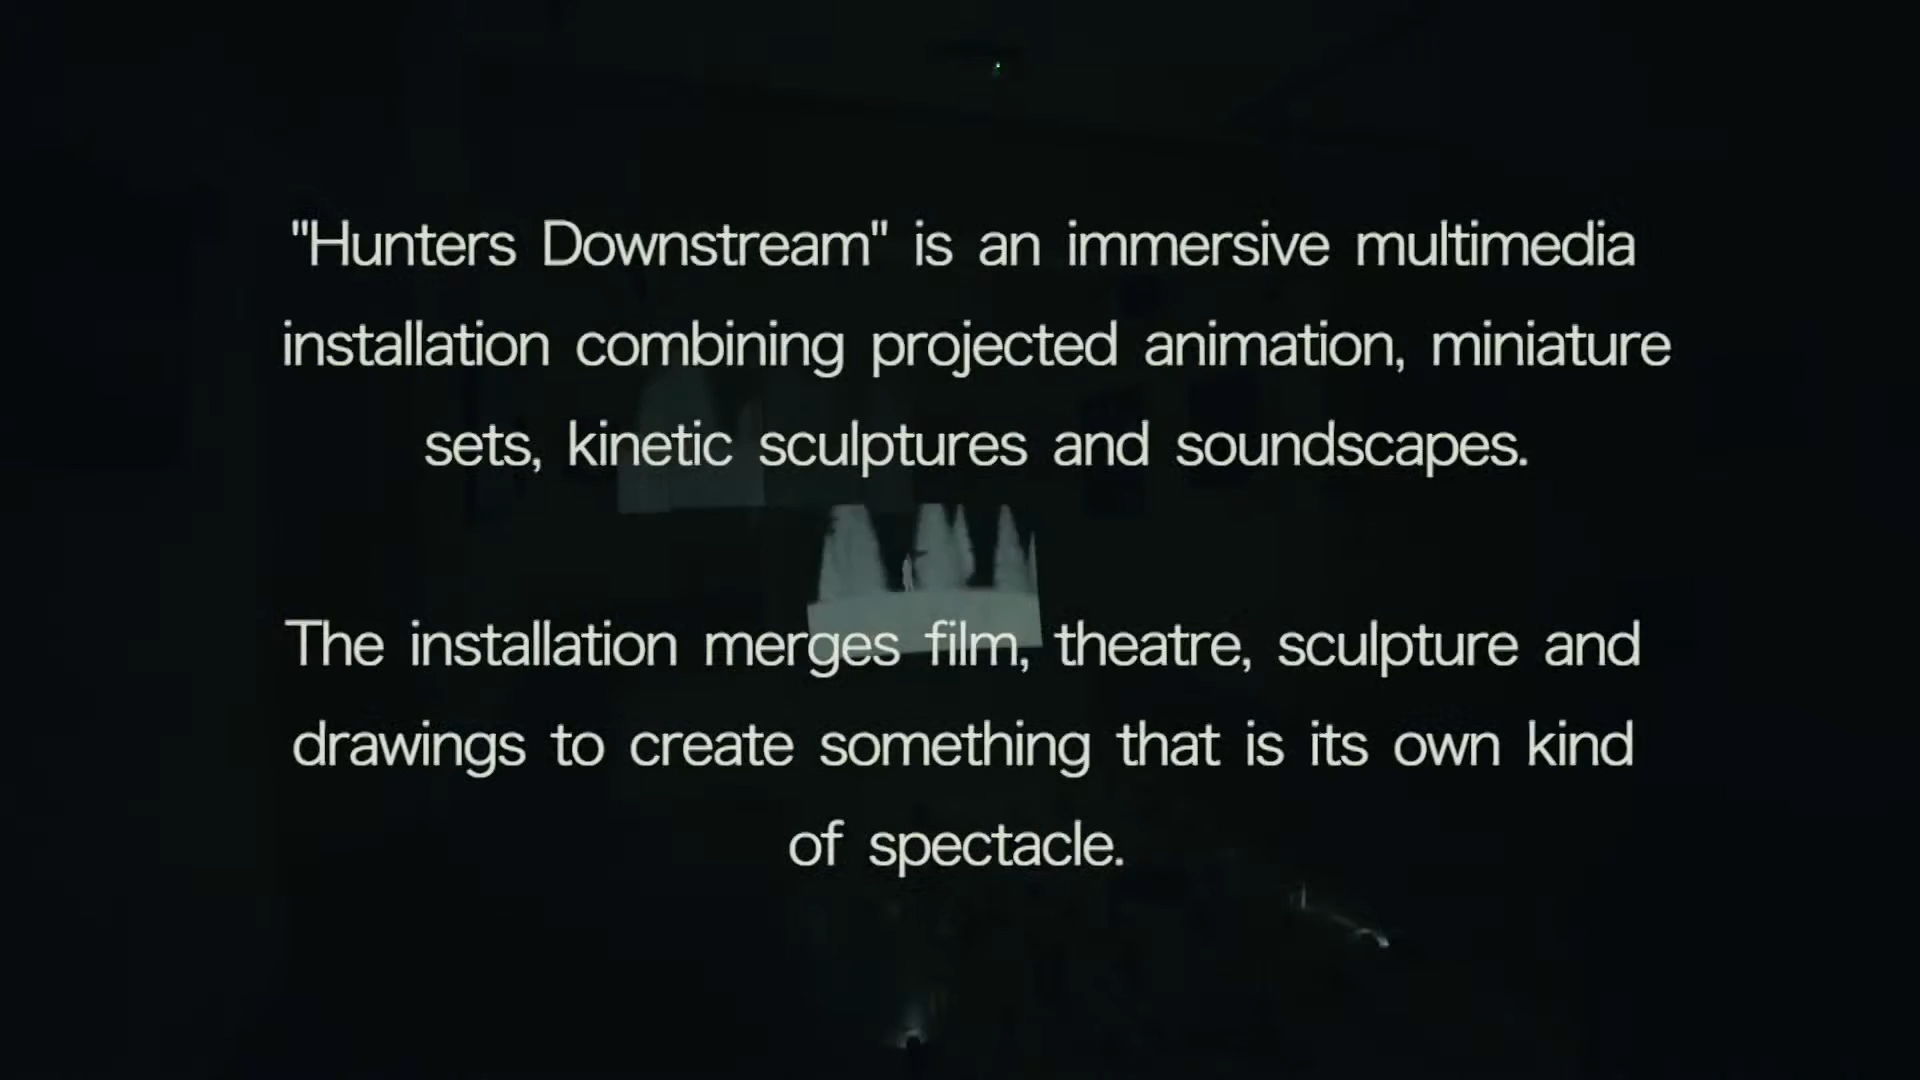 "Hunters Downstream" is an immersive multimedia
installation combining projected animation, miniature
sets, kinetic sculptures and soundscapes.
The installation merges film, theatre, sculpture and
drawings to create something that is its own kind
of spectacle.